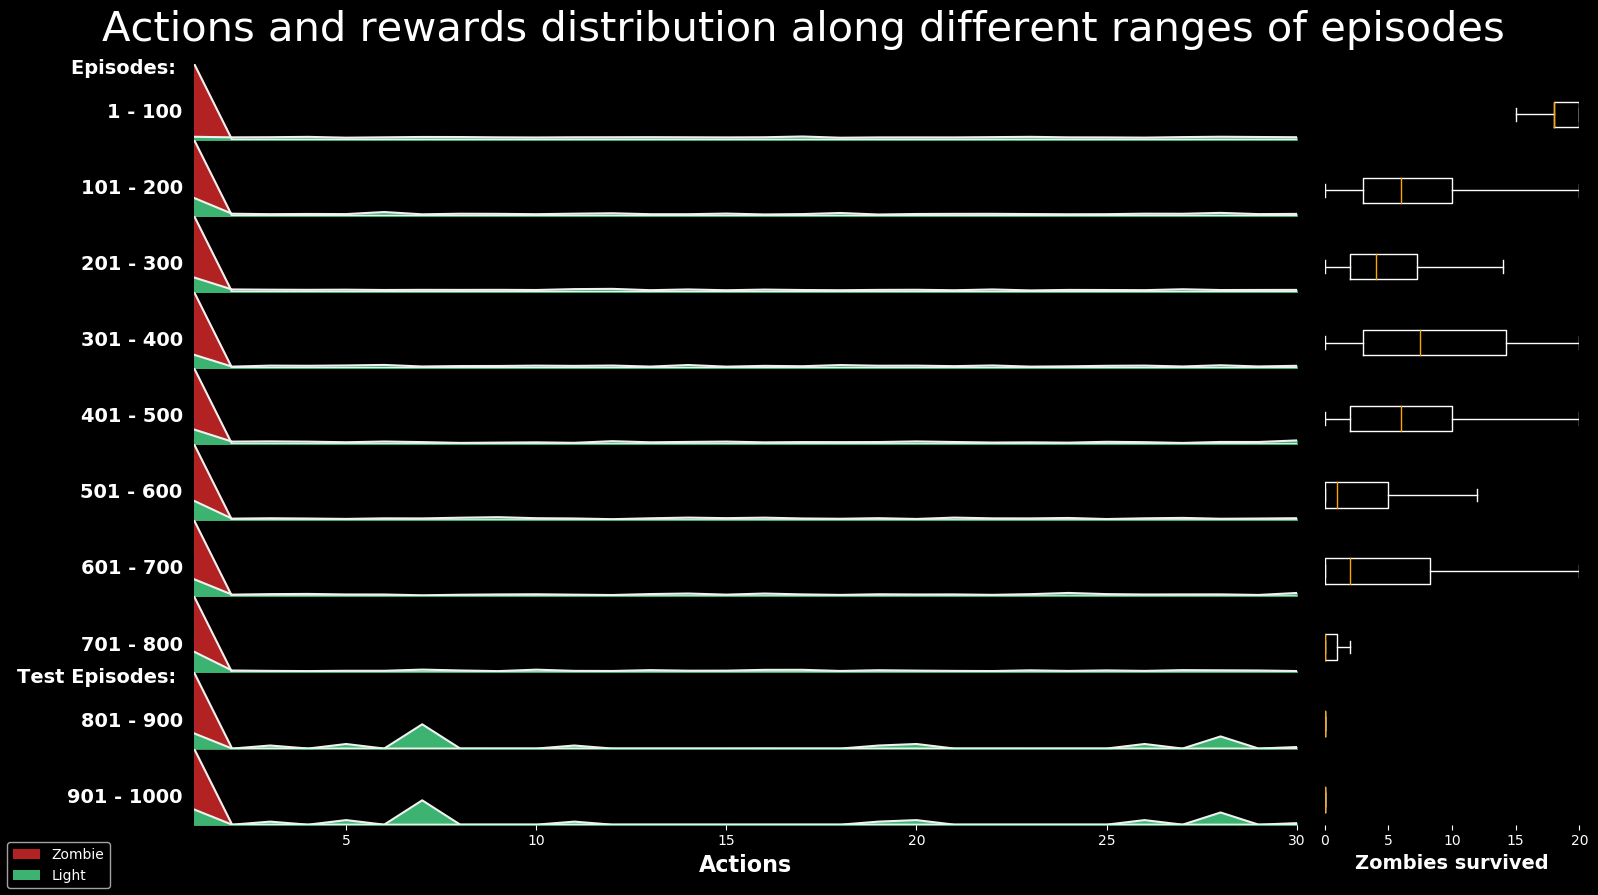 Actions and rewards distribution along different ranges of episodes
Episodes:
1 - 100
101 - 200
201 - 300
301 - 400
401 - 500
501 - 600
601 - 700
701 - 800
Test Episodes:
801 - 900
901 - 1000
5 10 15 20 25 30
0 5 10 15 20
Actions
Zombies survived
Zombie
Light